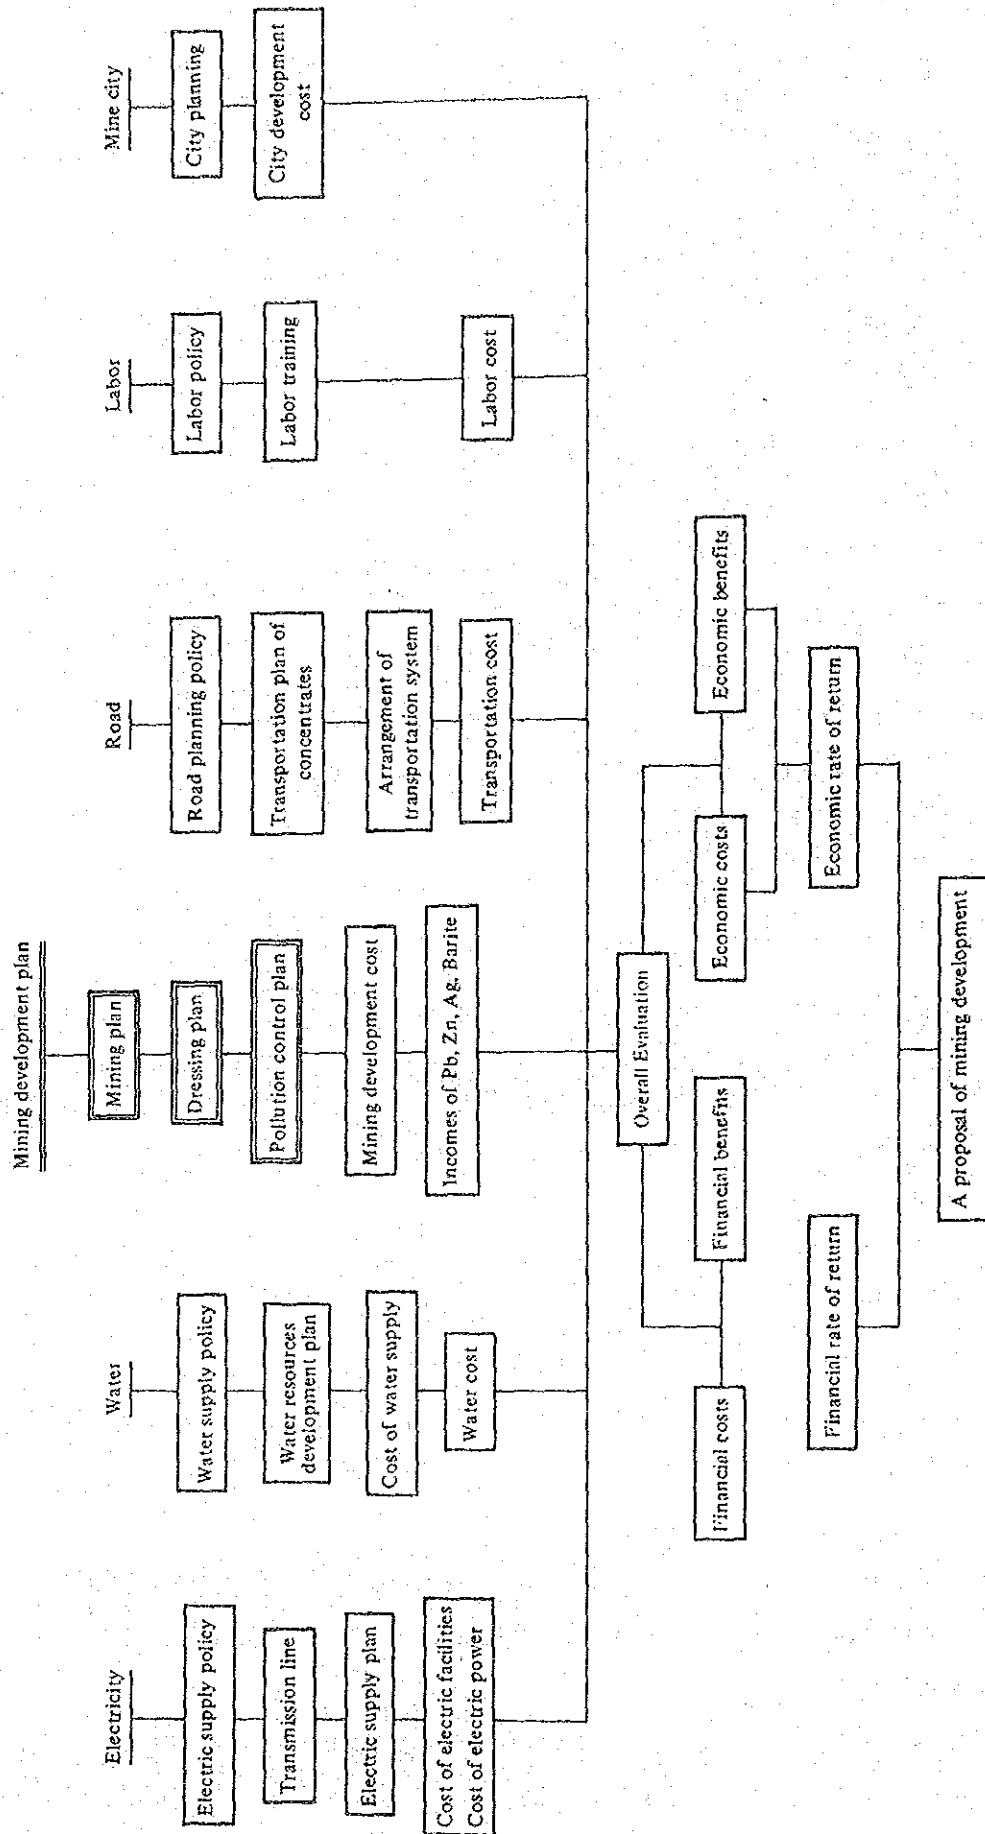 Mining development plan
Electricity
Electric supply policy
Transmission line
Electric supply plan
Cost of electric facilities
Cost of electric power
Water
Water supply policy
Water resources
development plan
Cost of water supply
Water cost
Mining plan
Dressing plan
Pollution control plan
Mining development cost
Incomes of Pb, Zn, Ag, Barite
Road
Road planning policy
Transportation plan of
concentrates
Arrangement of
transportation system
Transportation cost
Labor
Labor policy
Labor training
Labor cost
Mine city
City planning
City development
cost
Overall Evaluation
Financial costs
Financial benefits
Economic costs
Economic benefits
Financial rate of return
Economic rate of return
A proposal of mining development